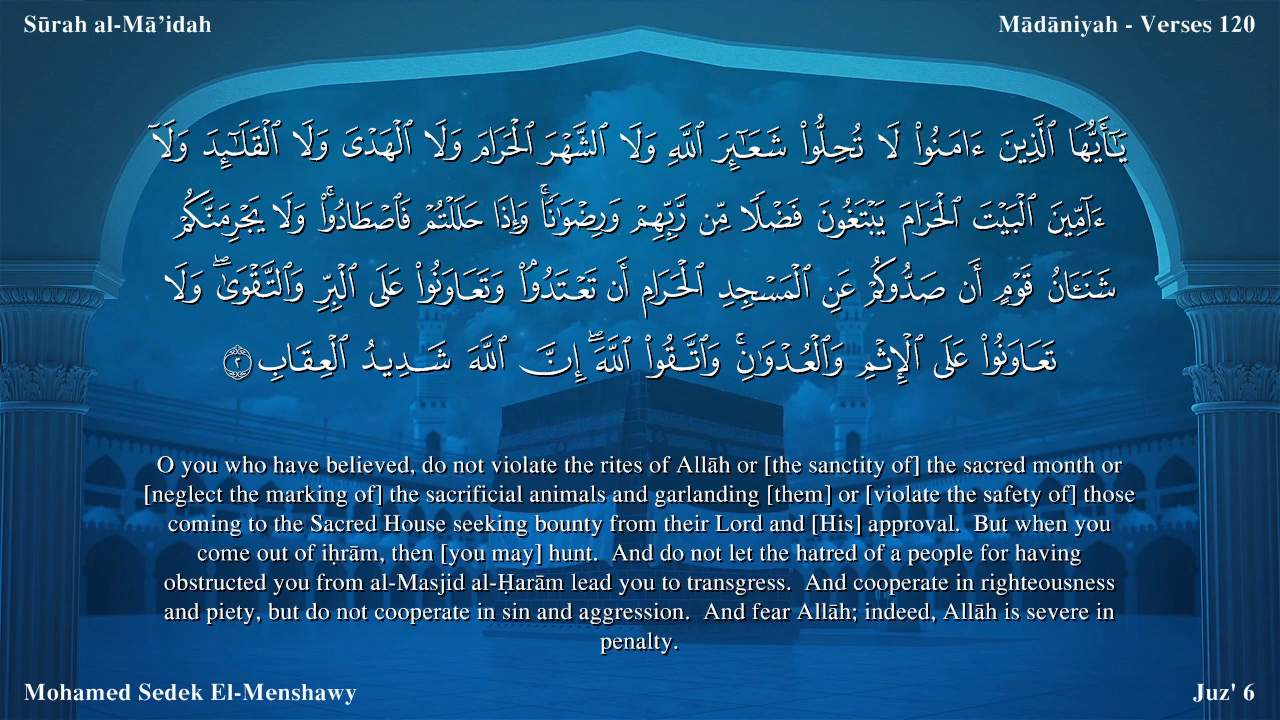 Sūrah al-Mā’idah
Mādāniyah - Verses 120
يَٰٓأَيُّهَا ٱلَّذِينَ ءَامَنُوا۟ لَا تُحِلُّوا۟ شَعَٰٓئِرَ ٱللَّهِ وَلَا ٱلشَّهْرَ ٱلْحَرَامَ وَلَا ٱلْهَدْىَ وَلَا ٱلْقَلَٰٓئِدَ وَلَآ
ءَآمِّينَ ٱلْبَيْتَ ٱلْحَرَامَ يَبْتَغُونَ فَضْلًا مِّن رَّبِّهِمْ وَرِضْوَٰنًا ۚ وَإِذَا حَلَلْتُمْ فَٱصْطَادُوا۟ ۚ وَلَا يَجْرِمَنَّكُمْ
شَنَـَٔانُ قَوْمٍ أَن صَدُّوكُمْ عَنِ ٱلْمَسْجِدِ ٱلْحَرَامِ أَن تَعْتَدُوا۟ ۘ وَتَعَاوَنُوا۟ عَلَى ٱلْبِرِّ وَٱلتَّقْوَىٰ ۖ وَلَا
تَعَاوَنُوا۟ عَلَى ٱلْإِثْمِ وَٱلْعُدْوَٰنِ ۚ وَٱتَّقُوا۟ ٱللَّهَ ۖ إِنَّ ٱللَّهَ شَدِيدُ ٱلْعِقَابِ ٢
O you who have believed, do not violate the rites of Allāh or [the sanctity of] the sacred month or
[neglect the marking of] the sacrificial animals and garlanding [them] or [violate the safety of] those
coming to the Sacred House seeking bounty from their Lord and [His] approval.  But when you
come out of iḥrām, then [you may] hunt.  And do not let the hatred of a people for having
obstructed you from al-Masjid al-Ḥarām lead you to transgress.  And cooperate in righteousness
and piety, but do not cooperate in sin and aggression.  And fear Allāh; indeed, Allāh is severe in
penalty.
Mohamed Sedek El-Menshawy
Juz' 6